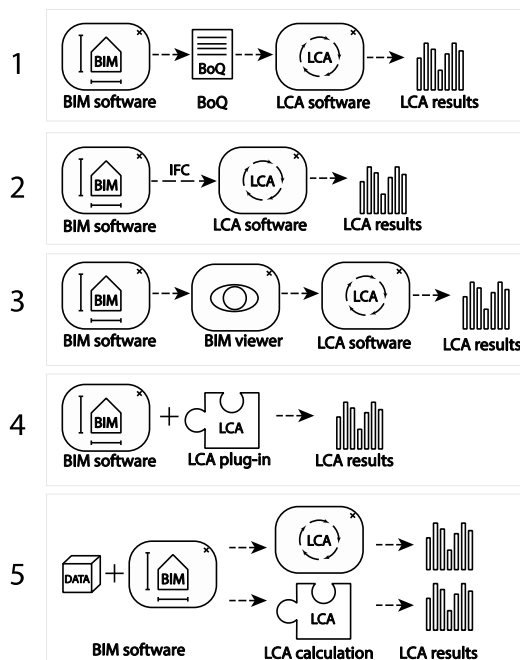 1
BIM
BoQ
LCA
BIM software
BoQ
LCA software
LCA results
2
BIM
IFC
LCA
BIM software
LCA software
LCA results
3
BIM
LCA
BIM software
BIM viewer
LCA software
LCA results
4
BIM
+
LCA
BIM software
LCA plug-in
LCA results
5
DATA
+
BIM
LCA
LCA
BIM software
LCA calculation
LCA results